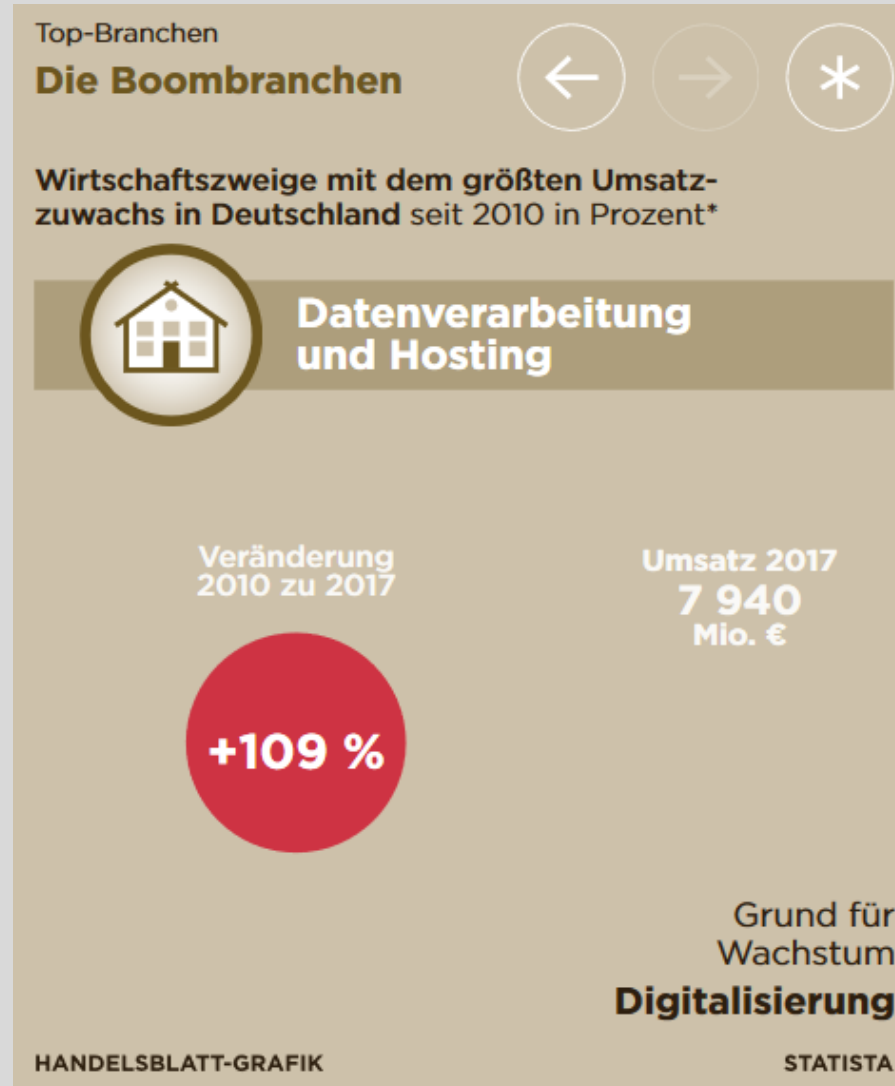 Top-Branchen
Die Boombranchen
Wirtschaftszweige mit dem größten Umsatz-
zuwachs in Deutschland seit 2010 in Prozent*
Datenverarbeitung
und Hosting
Veränderung
2010 zu 2017
+109 %
Umsatz 2017
7 940
Mio. €
Grund für
Wachstum
Digitalisierung
HANDELSBLATT-GRAFIK
STATISTA